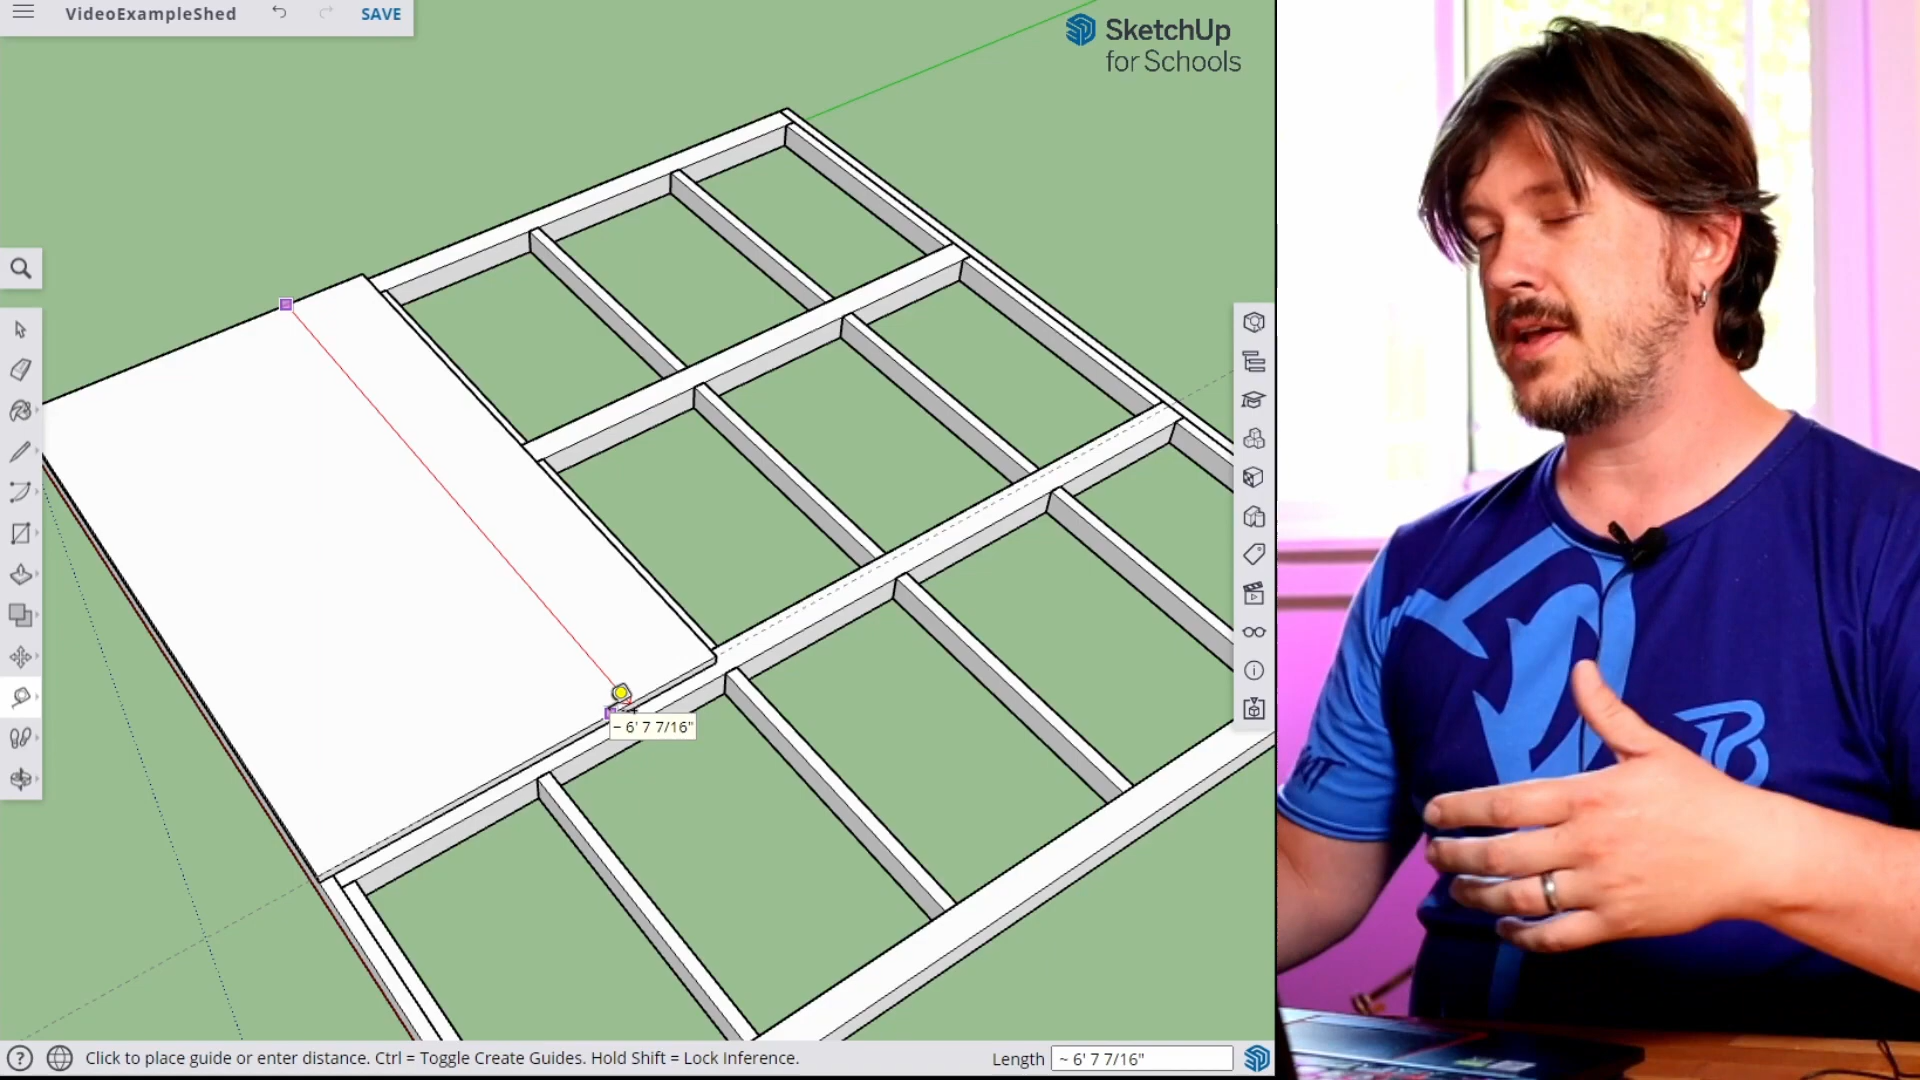 VideoExampleShed
SAVE
SketchUp
for Schools
~ 6' 7 7/16"
Click to place guide or enter distance. Ctrl = Toggle Create Guides. Hold Shift = Lock Inference.
Length
~ 6' 7 7/16"